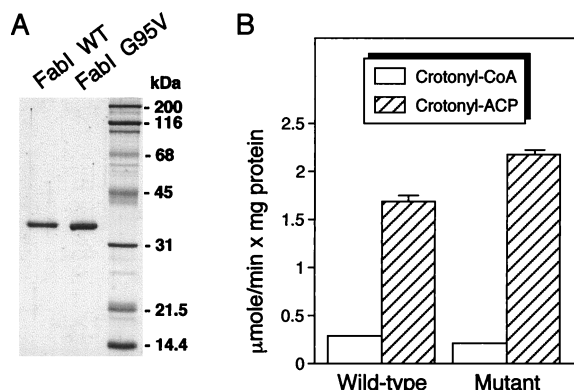 A
FabI WT
FabI G95V
kDa
- 200
- 116
- 68
- 45
- 31
- 21.5
- 14.4
B
Crotonyl-CoA
Crotonyl-ACP
µmole/min x mg protein
2.5
2
1.5
1
0.5
0
Wild-type
Mutant